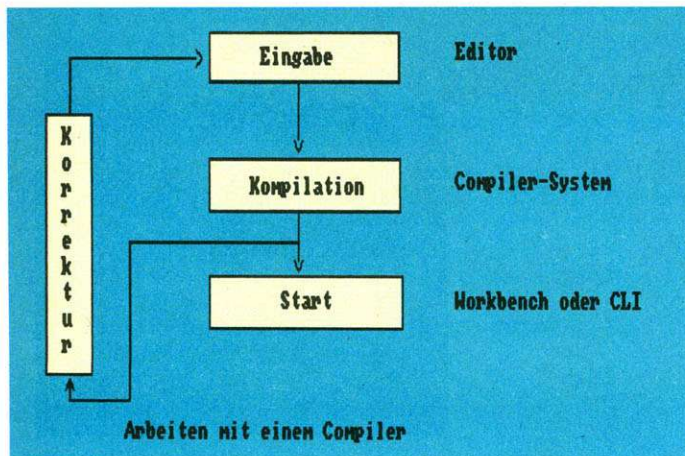 Eingabe
Editor
Korrektur
Kompilation
Compiler-System
Start
Workbench oder CLI
Arbeiten mit einem Compiler